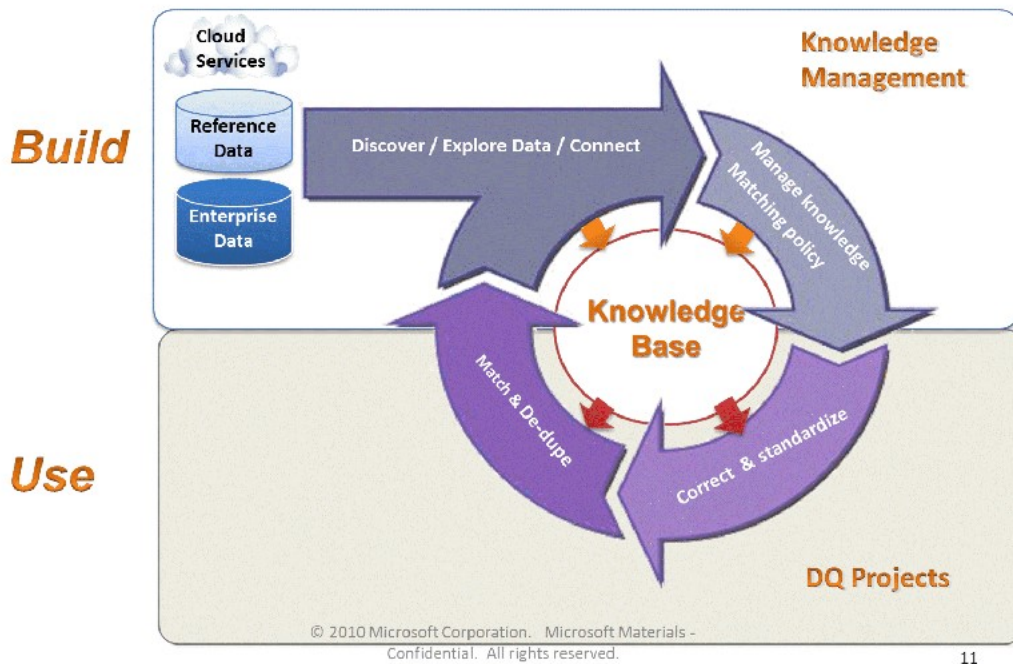 Cloud
Services
Knowledge
Management
Build
Reference
Data
Discover / Explore Data / Connect
Manage knowledge
Matching policy
Enterprise
Data
Knowledge
Base
Match & De-dupe
Correct & standardize
Use
DQ Projects
© 2010 Microsoft Corporation. Microsoft Materials -
Confidential. All rights reserved.
11